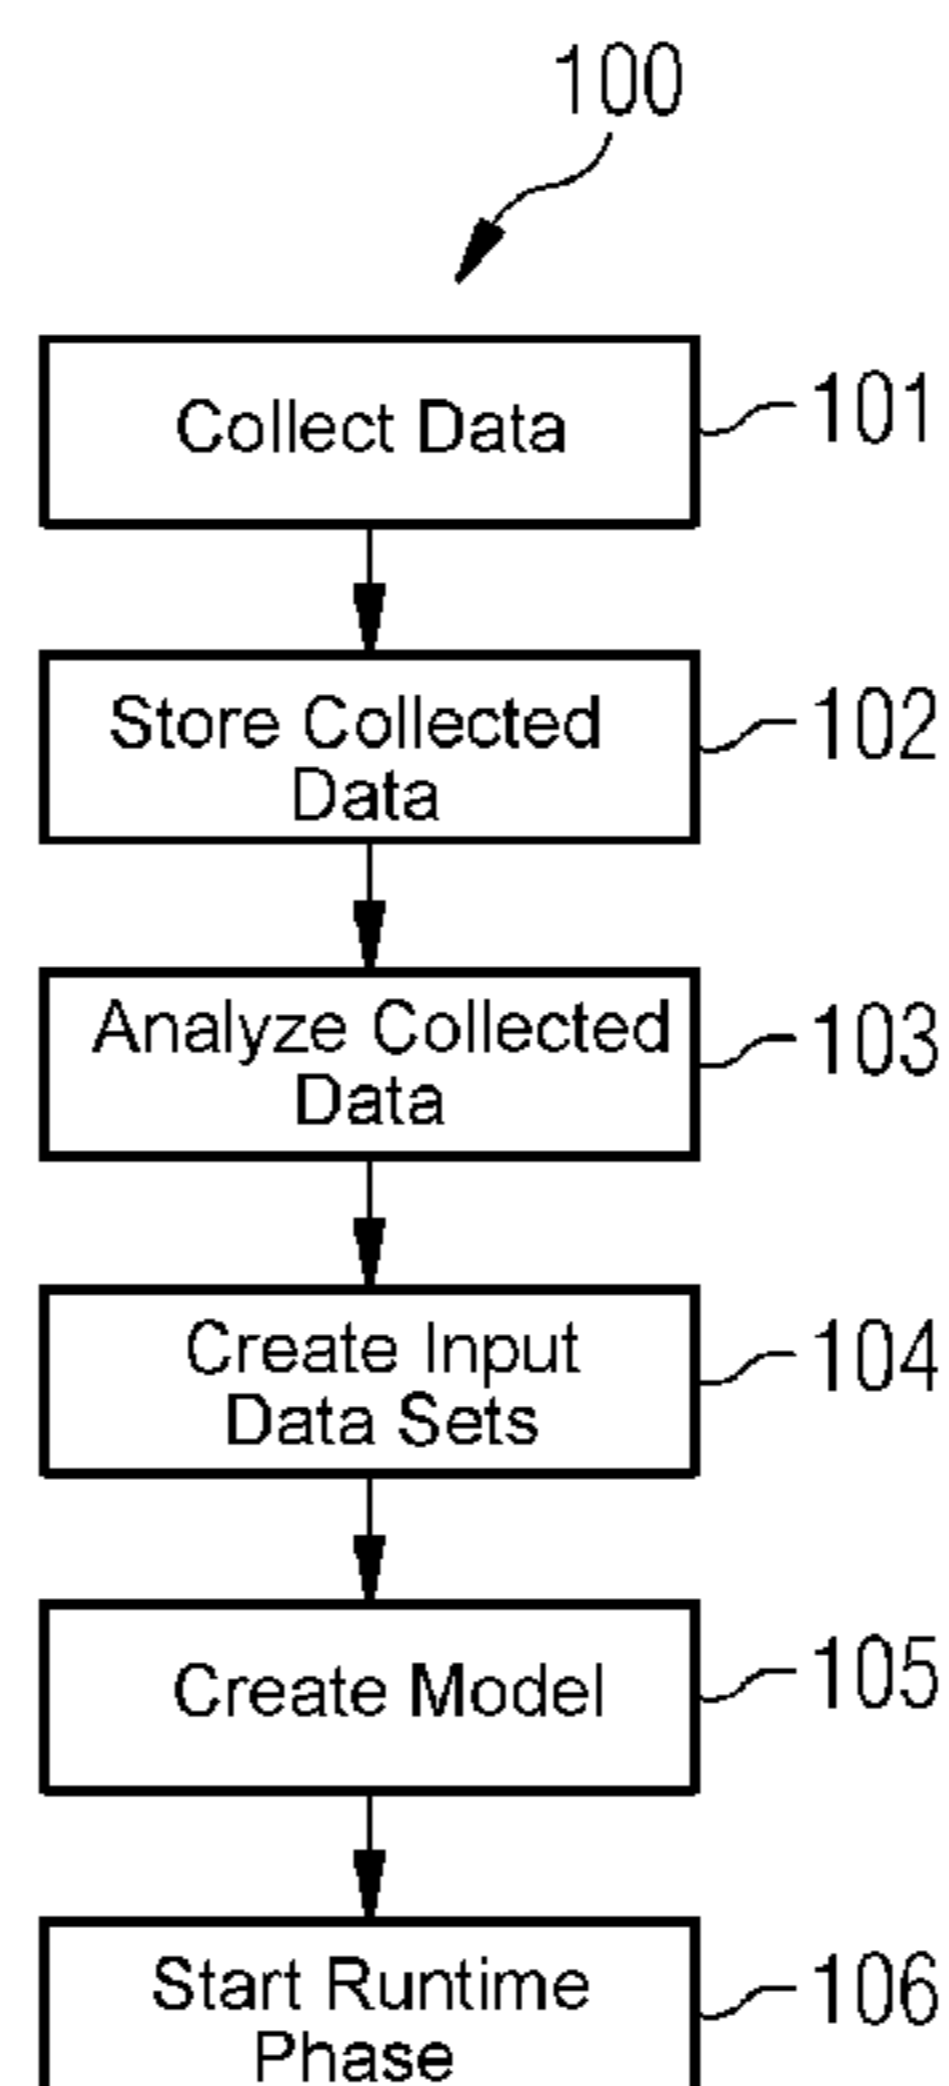 100
Collect Data
101
Store Collected
Data
102
Analyze Collected
Data
103
Create Input
Data Sets
104
Create Model
105
Start Runtime
Phase
106